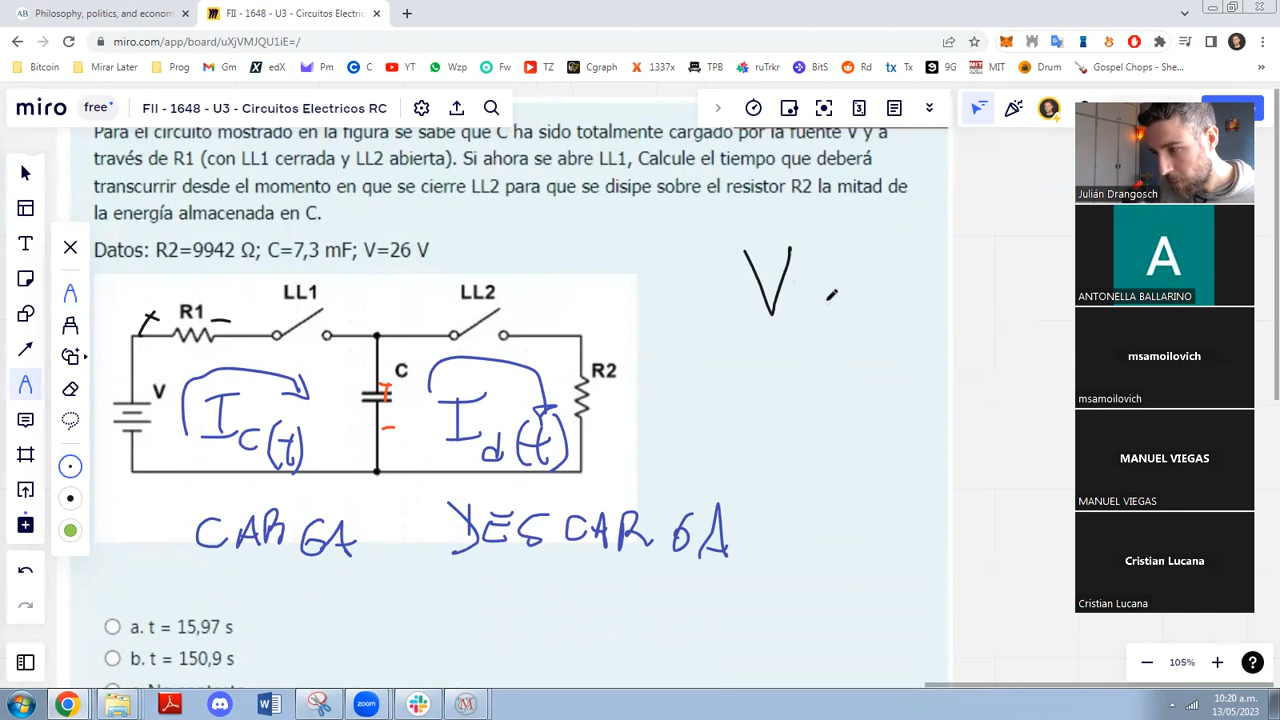 Philosophy, politics, and econom
FII - 1648 - U3 - Circuitos Electric
miro.com/app/board/uXjVMJQU1iE=/
Bitcoin
Mirar Later
Prog
Gm
edX
Pm
C
YT
Wzp
Fw
TZ
Cgraph
1337x
TPB
ruTrkr
BitS
Rd
Tx
9G
MIT
Drum
Gospel Chops - She...
miro
free
FII - 1648 - U3 - Circuitos Electricos RC
Para el circuito mostrado en la figura se sabe que C ha sido totalmente cargado por la fuente V y a
través de R1 (con LL1 cerrada y LL2 abierta). Si ahora se abre LL1, Calcule el tiempo que deberá
transcurrir desde el momento en que se cierre LL2 para que se disipe sobre el resistor R2 la mitad de
la energía almacenada en C.
Datos: R2=9942 Ω; C=7,3 mF; V=26 V
LL1
LL2
+ R1 -
V
C
R2
+
-
V
Ic(t)
Id(t)
CARGA
DESCARGA
a. t = 15,97 s
b. t = 150,9 s
Julián Drangosch
A
ANTONELLA BALLARINO
msamoilovich
msamoilovich
MANUEL VIEGAS
MANUEL VIEGAS
Cristian Lucana
Cristian Lucana
105%
zoom
10:20 a.m.
13/05/2023